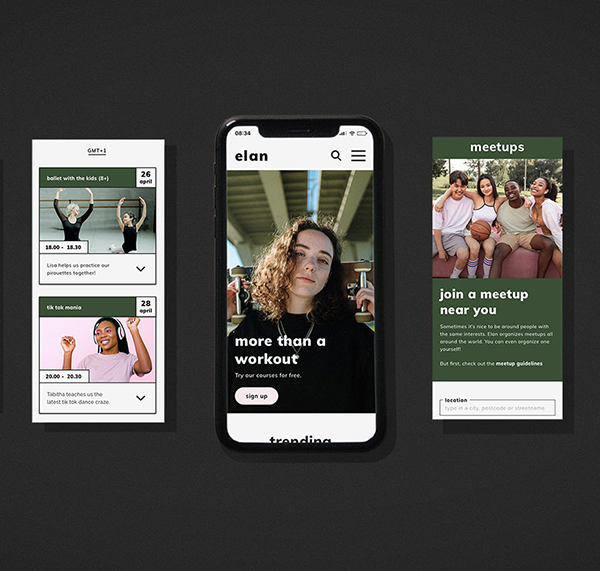 GMT+1
ballet with the kids (8+)
26
april
18.00 - 18.30
Lisa helps us practice our
pirouettes together!
tik tok mania
28
april
20.00 - 20.30
Tabitha teaches us the
latest tik tok dance craze.
08:34
elan
more than a
workout
Try our courses for free.
sign up
trending
meetups
join a meetup
near you
Sometimes it's nice to be around people with
the same interests. Elan organizes meetups all
around the world. You can even organize one
yourself!
But first, check out the meetup guidelines
location
type in a city, postcode or streetname